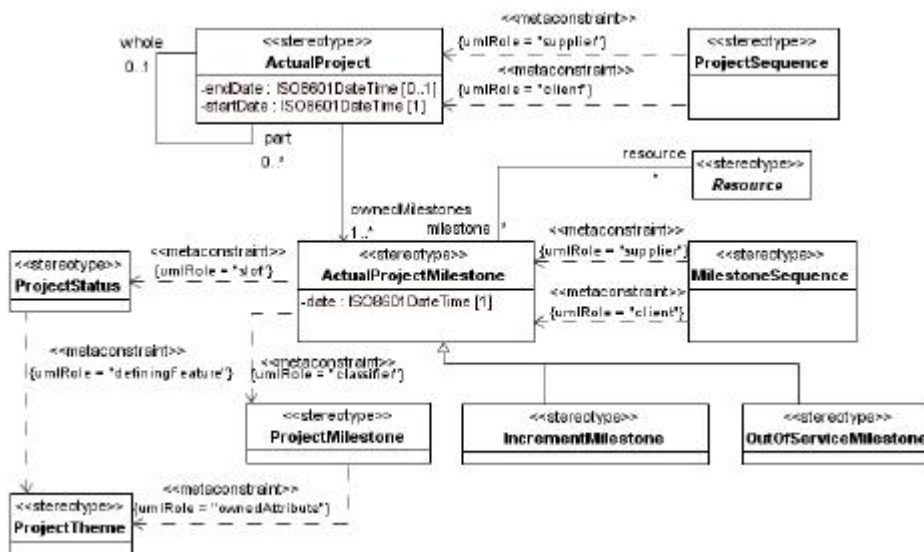 whole
0..1
<<stereotype>>
ActualProject
-endDate : ISO8601DateTime [0..1]
-startDate : ISO8601DateTime [1]
part
0..*
<<metaconstraint>>
{umlRole = "supplier"}
<<metaconstraint>>
{umlRole = "client"}
<<stereotype>>
ProjectSequence
resource
*
<<stereotype>>
Resource
ownedMilestones
1..*
milestone
*
<<stereotype>>
ProjectStatus
<<metaconstraint>>
{umlRole = "slot"}
<<stereotype>>
ActualProjectMilestone
-date : ISO8601DateTime [1]
<<metaconstraint>>
{umlRole = "supplier"}
<<metaconstraint>>
{umlRole = "client"}
<<stereotype>>
MilestoneSequence
<<metaconstraint>>
{umlRole = "definingFeature"}
<<metaconstraint>>
{umlRole = "classifier"}
<<stereotype>>
ProjectMilestone
<<stereotype>>
IncrementMilestone
<<stereotype>>
OutOfServiceMilestone
<<metaconstraint>>
{umlRole = "ownedAttribute"}
<<stereotype>>
ProjectTheme